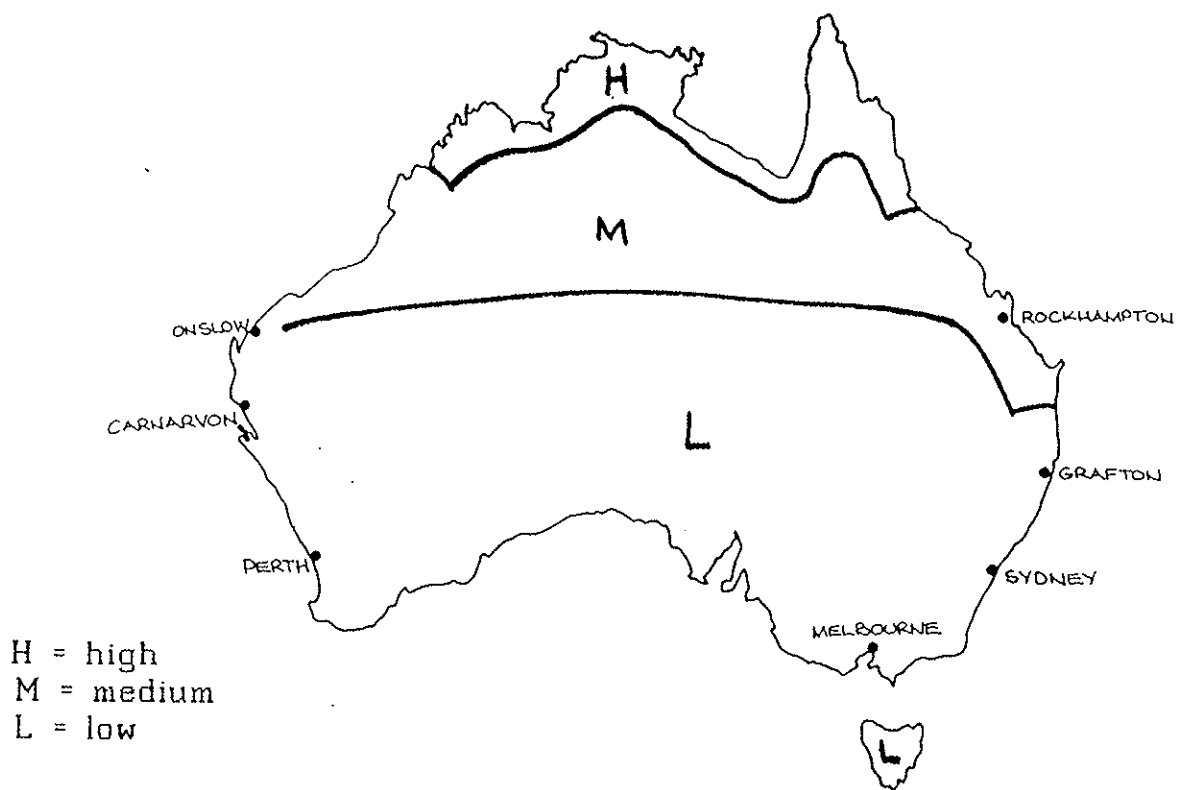 H
M
ONSLOW
ROCKHAMPTON
CARNARVON
L
GRAFTON
PERTH
SYDNEY
MELBOURNE
H = high
M = medium
L = low
L